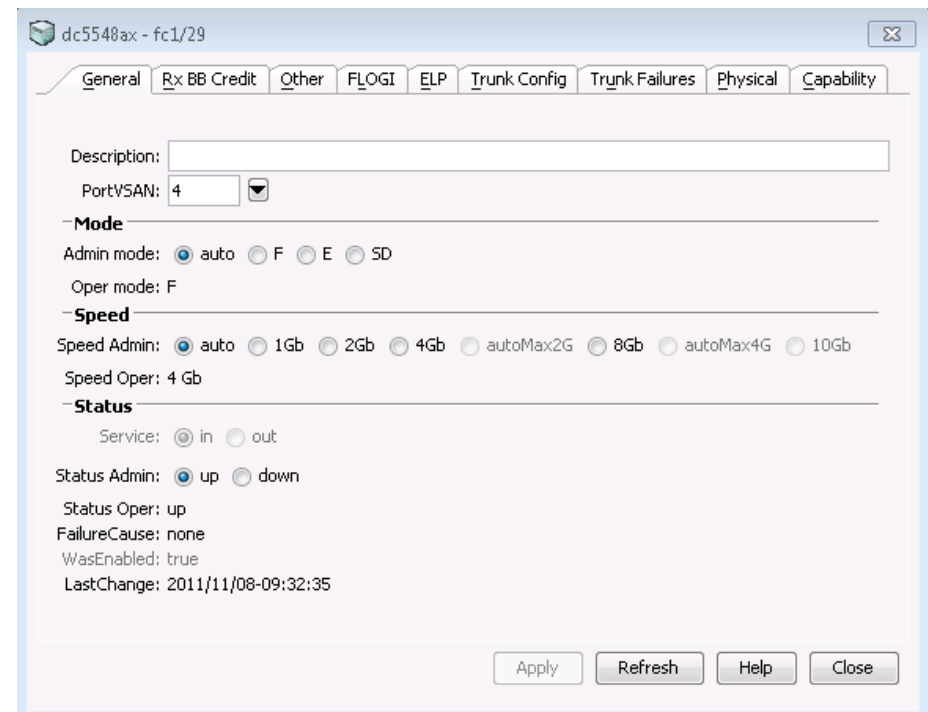 dc5548ax - fc1/29
General Rx BB Credit Other FLOGI ELP Trunk Config Trunk Failures Physical Capability
Description:
PortVSAN: 4
Mode
Admin mode: auto F E SD
Oper mode: F
Speed
Speed Admin: auto 1Gb 2Gb 4Gb autoMax2G 8Gb autoMax4G 10Gb
Speed Oper: 4 Gb
Status
Service: in out
Status Admin: up down
Status Oper: up
FailureCause: none
WasEnabled: true
LastChange: 2011/11/08-09:32:35
Apply Refresh Help Close